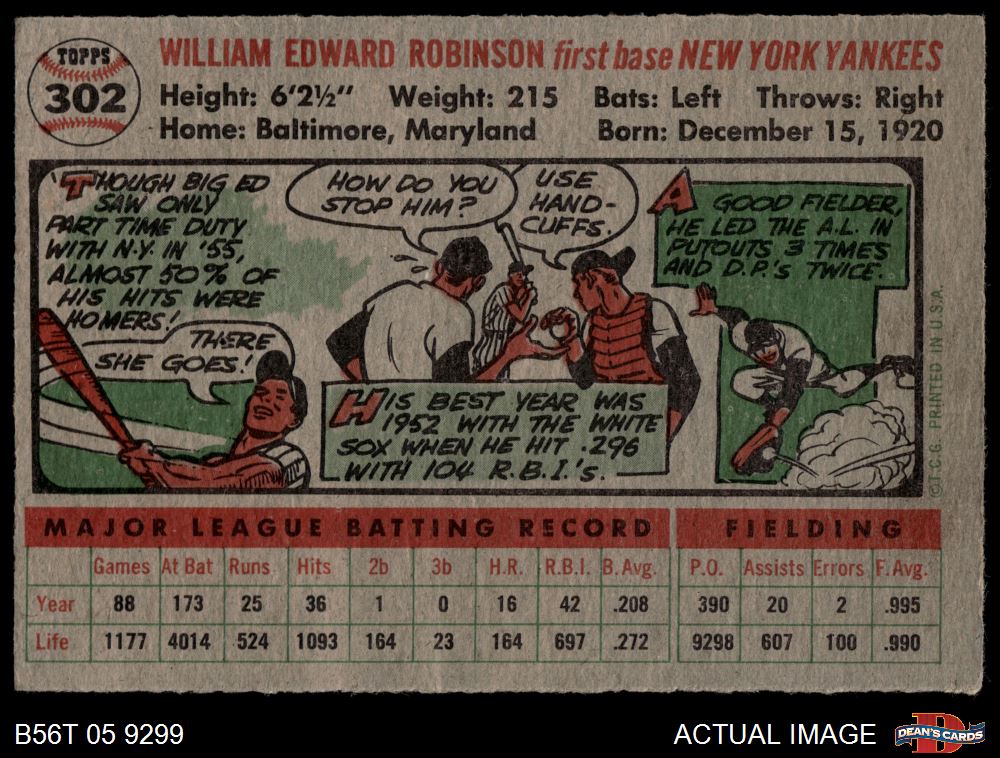 TOPPS
302
WILLIAM EDWARD ROBINSON first base NEW YORK YANKEES
Height: 6'2½" Weight: 215 Bats: Left Throws: Right
Home: Baltimore, Maryland Born: December 15, 1920
THOUGH BIG ED
SAW ONLY
PART TIME DUTY
WITH N.Y. IN '55,
ALMOST 50% OF
HIS HITS WERE
HOMERS!
THERE
SHE GOES!
HOW DO YOU
STOP HIM?
USE
HAND-
CUFFS.
HIS BEST YEAR WAS
1952 WITH THE WHITE
SOX WHEN HE HIT .296
WITH 104 R.B.I.'s.
A GOOD FIELDER,
HE LED THE A.L. IN
PUTOUTS 3 TIMES
AND D.P.'s TWICE.
©T.C.G. PRINTED IN U.S.A.
MAJOR LEAGUE BATTING RECORD FIELDING
Games At Bat Runs Hits 2b 3b H.R. R.B.I. B. Avg. P.O. Assists Errors F. Avg.
Year 88 173 25 36 1 0 16 42 .208 390 20 2 .995
Life 1177 4014 524 1093 164 23 164 697 .272 9298 607 100 .990
B56T 05 9299 ACTUAL IMAGE
DEAN'S CARDS